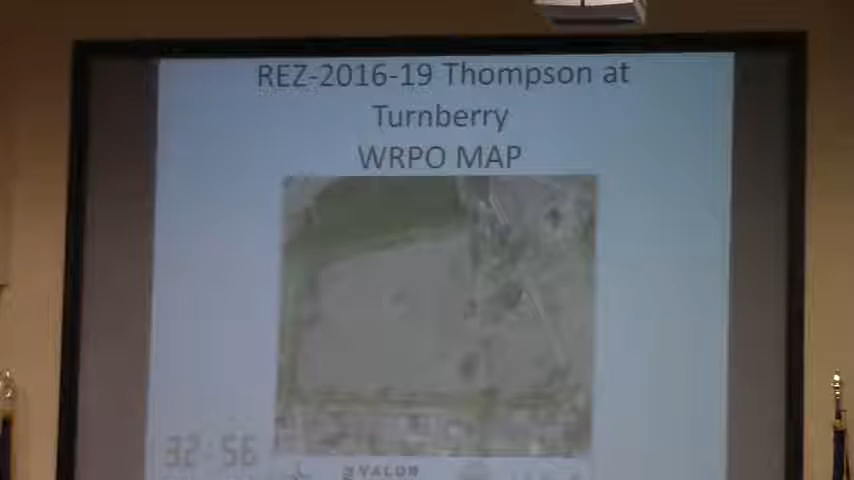 REZ-2016-19 Thompson at
Turnberry
WRPO MAP
32:56
VALOR